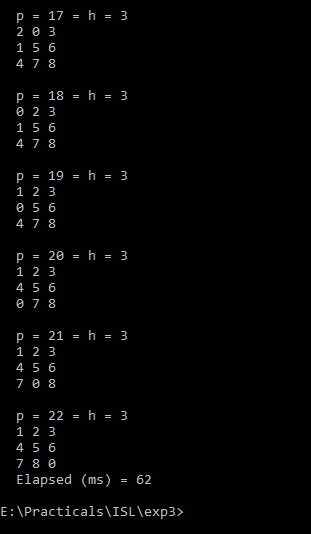 p = 17 = h = 3
2 0 3
1 5 6
4 7 8
p = 18 = h = 3
0 2 3
1 5 6
4 7 8
p = 19 = h = 3
1 2 3
0 5 6
4 7 8
p = 20 = h = 3
1 2 3
4 5 6
0 7 8
p = 21 = h = 3
1 2 3
4 5 6
7 0 8
p = 22 = h = 3
1 2 3
4 5 6
7 8 0
Elapsed (ms) = 62
E:\Practicals\ISL\exp3>